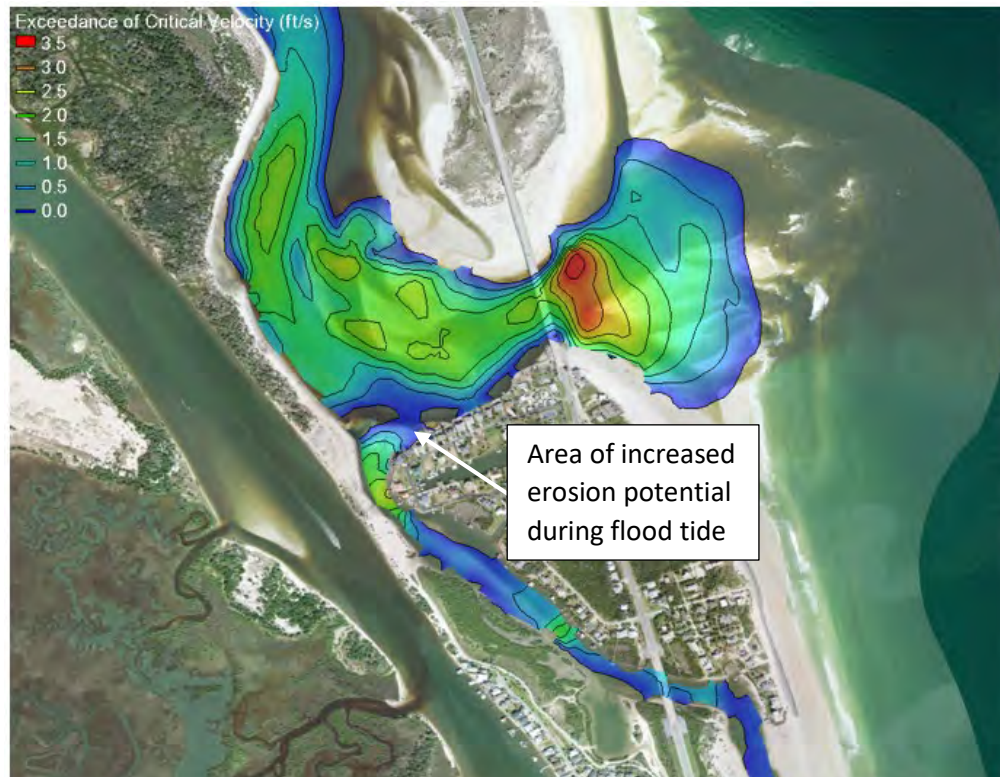 Exceedance of Critical Velocity (ft/s)
3.5
3.0
2.5
2.0
1.5
1.0
0.5
0.0
Area of increased
erosion potential
during flood tide